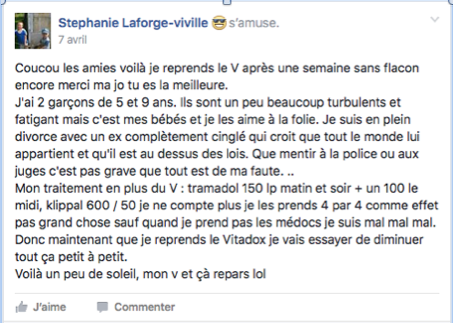 Stephanie Laforge-viville 😎 s'amuse.
7 avril
Coucou les amies voilà je reprends le V après une semaine sans flacon
encore merci ma jo tu es la meilleure.
J'ai 2 garçons de 5 et 9 ans. Ils sont un peu beaucoup turbulents et
fatigant mais c'est mes bébés et je les aime à la folie. Je suis en plein
divorce avec un ex complètement cinglé qui croit que tout le monde lui
appartient et qu'il est au dessus des lois. Que mentir à la police ou aux
juges c'est pas grave que tout est de ma faute. ..
Mon traitement en plus du V : tramadol 150 lp matin et soir + un 100 le
midi, klippal 600 / 50 je ne compte plus je les prends 4 par 4 comme effet
pas grand chose sauf quand je prend pas les médocs je suis mal mal mal.
Donc maintenant que je reprends le Vitadox je vais essayer de diminuer
tout ça petit à petit.
Voilà un peu de soleil, mon v et çà repars lol
J'aime Commenter